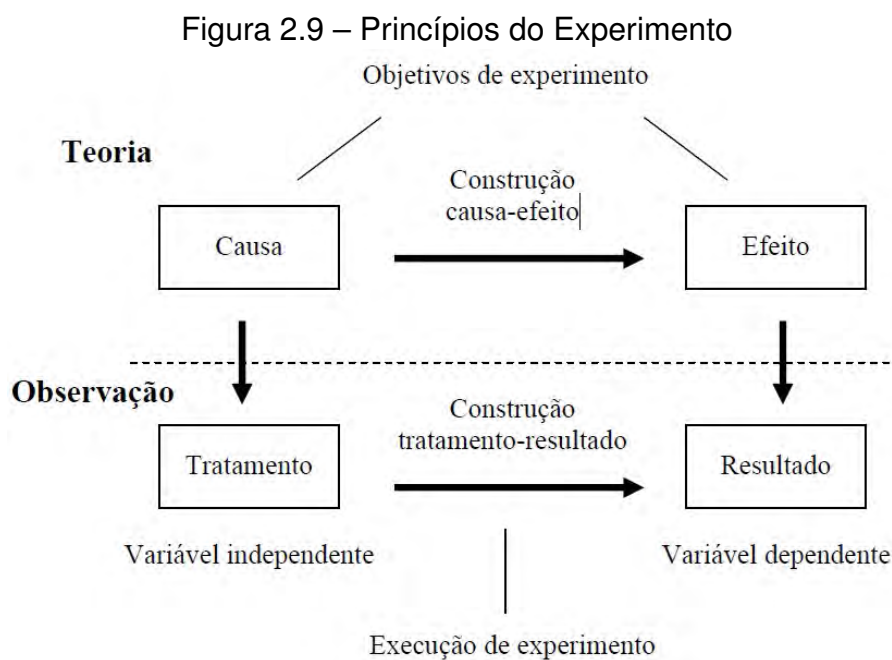 Figura 2.9 – Princípios do Experimento
Objetivos de experimento
Teoria
Construção
causa-efeito
Causa
Efeito
Observação
Construção
tratamento-resultado
Tratamento
Resultado
Variável independente
Variável dependente
Execução de experimento